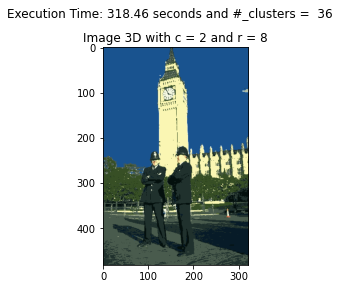 Execution Time: 318.46 seconds and #_clusters = 36
Image 3D with c = 2 and r = 8
0
100
200
300
400
0 100 200 300